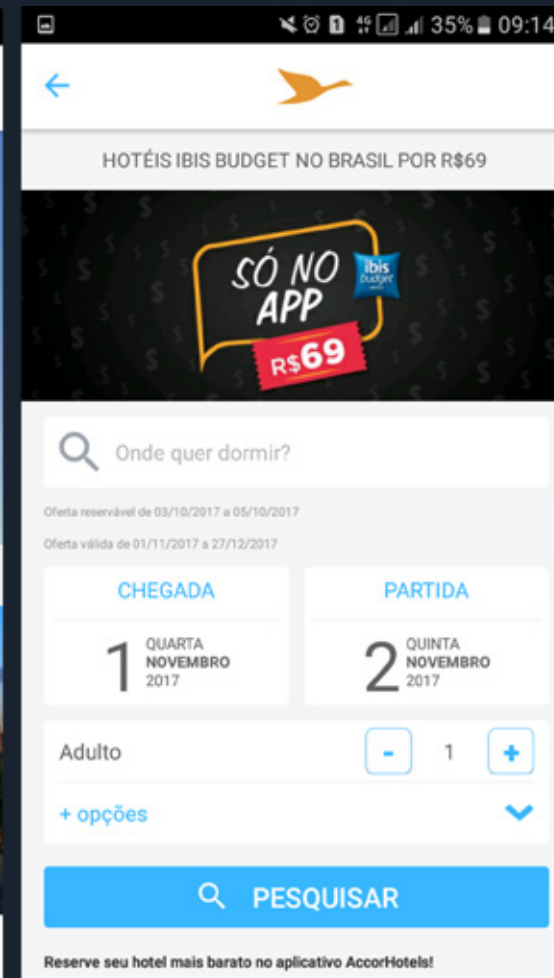 4G 35% 09:14
HOTÉIS IBIS BUDGET NO BRASIL POR R$69
SÓ NO
APP
ibis
budget
R$69
Onde quer dormir?
Oferta reservável de 03/10/2017 a 05/10/2017
Oferta válida de 01/11/2017 a 27/12/2017
CHEGADA
PARTIDA
1 QUARTA
NOVEMBRO
2017
2 QUINTA
NOVEMBRO
2017
Adulto - 1 +
+ opções
PESQUISAR
Reserve seu hotel mais barato no aplicativo AccorHotels!